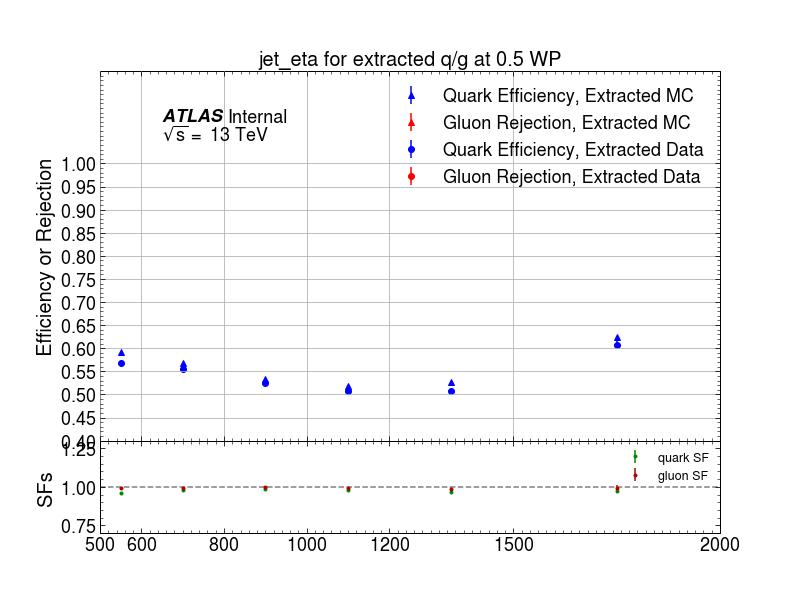 jet_eta for extracted q/g at 0.5 WP
ATLAS Internal
√s = 13 TeV
Quark Efficiency, Extracted MC
Gluon Rejection, Extracted MC
Quark Efficiency, Extracted Data
Gluon Rejection, Extracted Data
Efficiency or Rejection
1.00
0.95
0.90
0.85
0.80
0.75
0.70
0.65
0.60
0.55
0.50
0.45
0.40
SFs
1.25
1.00
0.75
quark SF
gluon SF
500 600 800 1000 1200 1500 2000